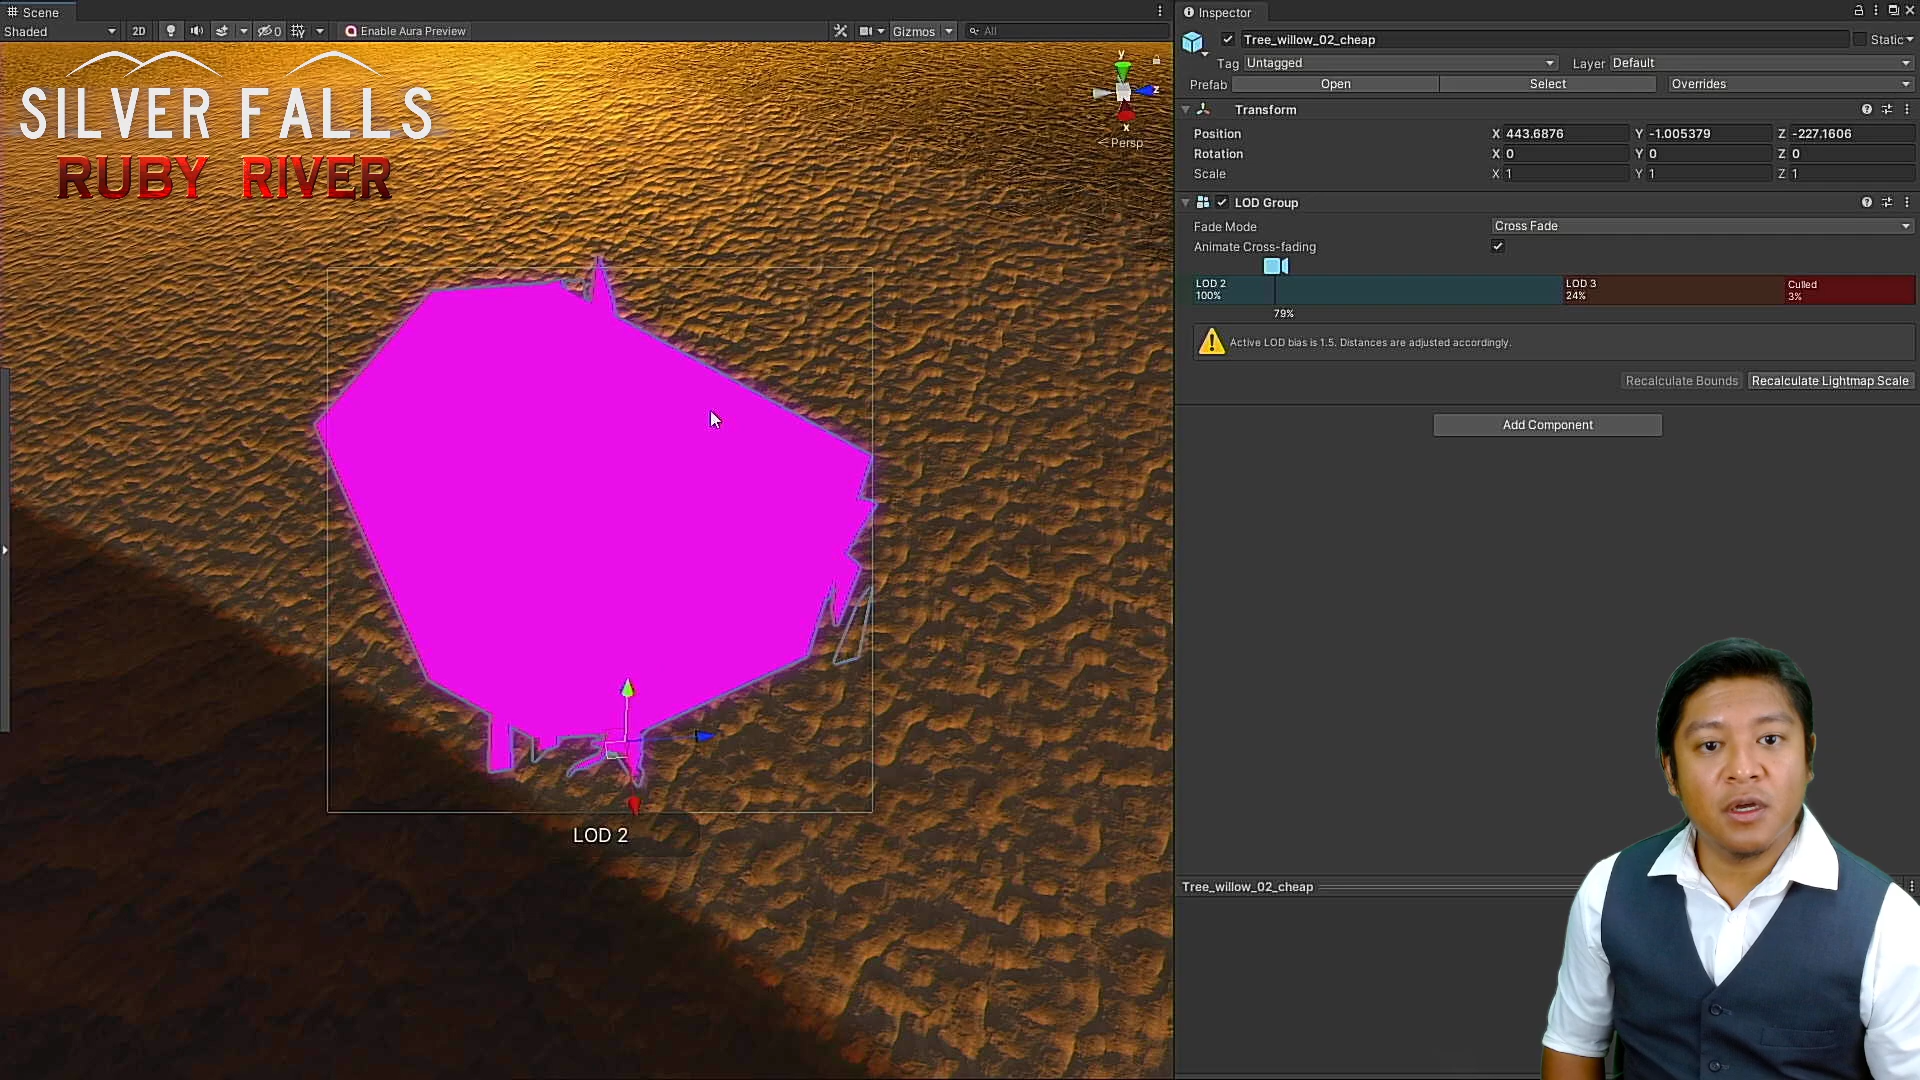 Scene
Inspector
Shaded
2D
0
Enable Aura Preview
Gizmos
All
Tree_willow_02_cheap
Static
Tag Untagged
Layer Default
Prefab Open Select Overrides
Transform
Position X 443.6876 Y -1.005379 Z -227.1606
Rotation X 0 Y 0 Z 0
Scale X 1 Y 1 Z 1
LOD Group
Fade Mode Cross Fade
Animate Cross-fading
LOD 2
100%
LOD 3
24%
Culled
3%
79%
Active LOD bias is 1.5. Distances are adjusted accordingly.
Recalculate Bounds
Recalculate Lightmap Scale
Add Component
Tree_willow_02_cheap
SILVER FALLS
RUBY RIVER
y
z
x
Persp
LOD 2